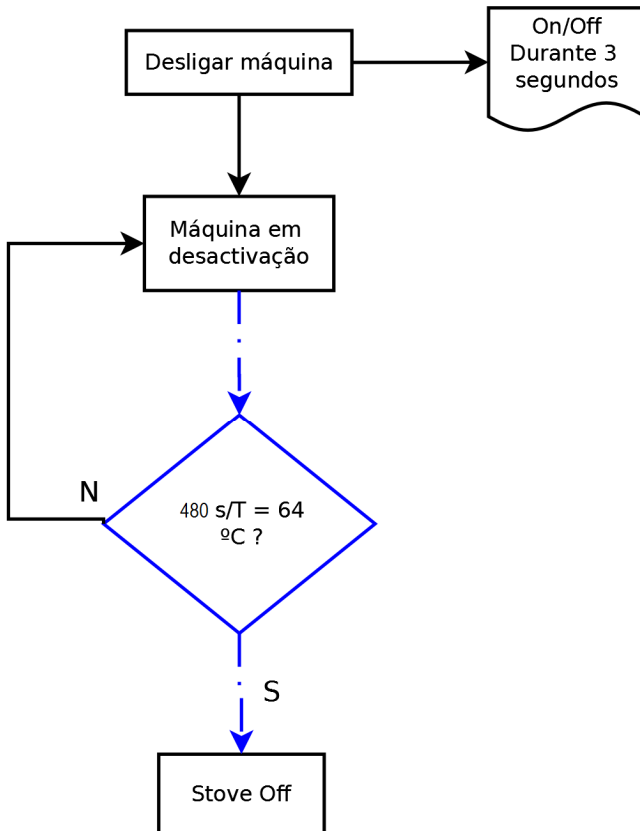 Desligar máquina
On/Off
Durante 3
segundos
Máquina em
desactivação
N
480 s/T = 64
ºC ?
S
Stove Off